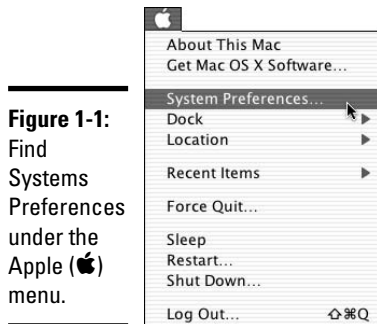 Figure 1-1:
Find
Systems
Preferences
under the
Apple ()
menu.
About This Mac
Get Mac OS X Software...
System Preferences...
Dock
Location
Recent Items
Force Quit...
Sleep
Restart...
Shut Down...
Log Out... ⇧⌘Q